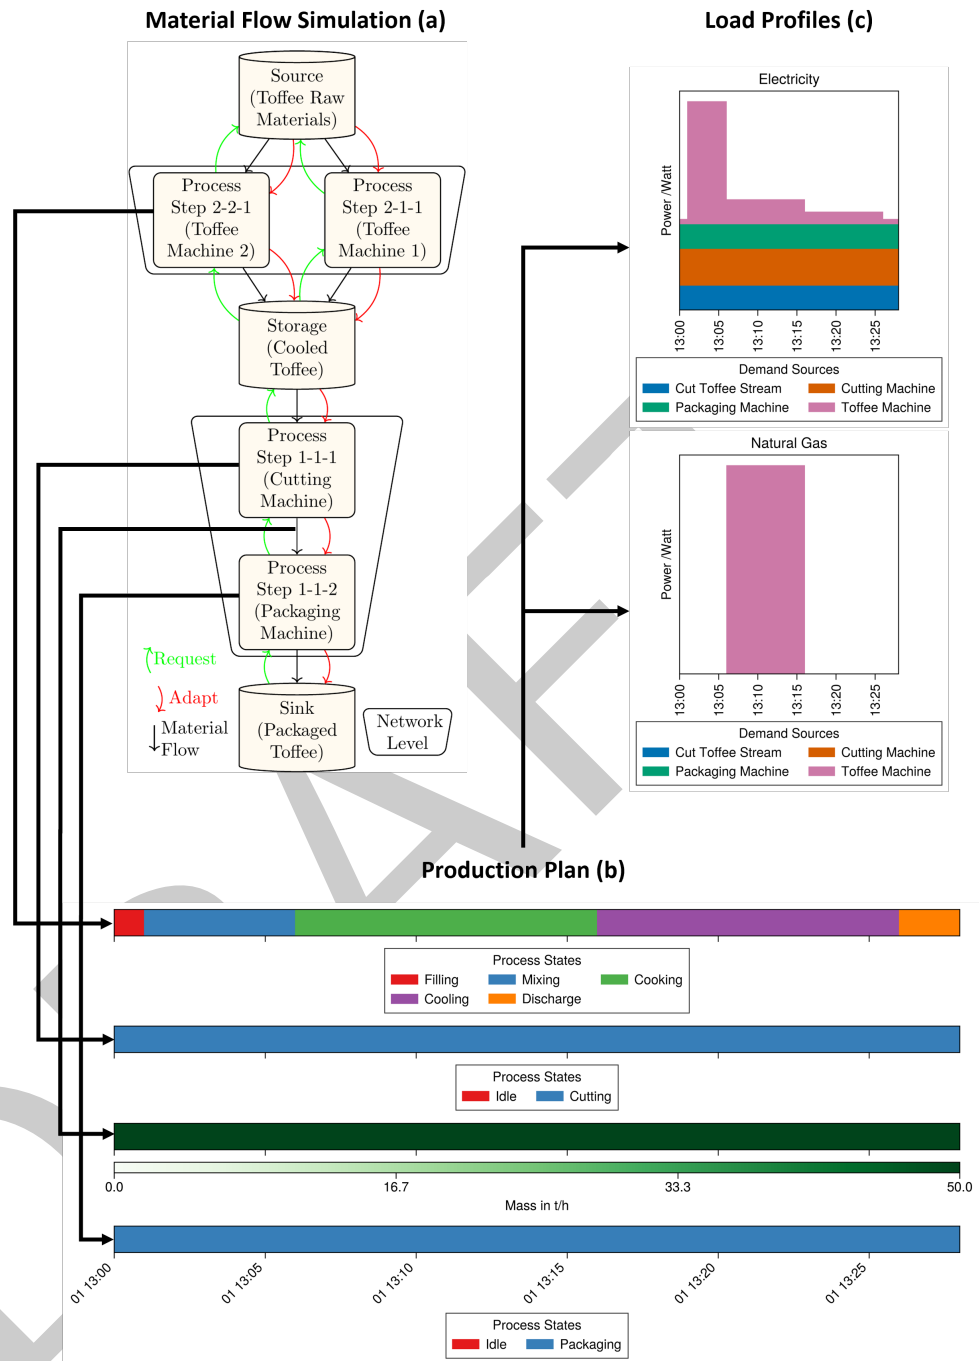 Material Flow Simulation (a)
Source
(Toffee Raw
Materials)
Process
Step 2-2-1
(Toffee
Machine 2)
Process
Step 2-1-1
(Toffee
Machine 1)
Storage
(Cooled
Toffee)
Process
Step 1-1-1
(Cutting
Machine)
Process
Step 1-1-2
(Packaging
Machine)
Request
Adapt
Material
Flow
Sink
(Packaged
Toffee)
Network
Level
Load Profiles (c)
Electricity
Power /Watt
13:00
13:05
13:10
13:15
13:20
13:25
Demand Sources
Cut Toffee Stream
Cutting Machine
Packaging Machine
Toffee Machine
Natural Gas
Power /Watt
13:00
13:05
13:10
13:15
13:20
13:25
Demand Sources
Cut Toffee Stream
Cutting Machine
Packaging Machine
Toffee Machine
Production Plan (b)
Process States
Filling
Mixing
Cooking
Cooling
Discharge
Process States
Idle
Cutting
0.0
16.7
33.3
50.0
Mass in t/h
01 13:00
01 13:05
01 13:10
01 13:15
01 13:20
01 13:25
Process States
Idle
Packaging
DRAFT